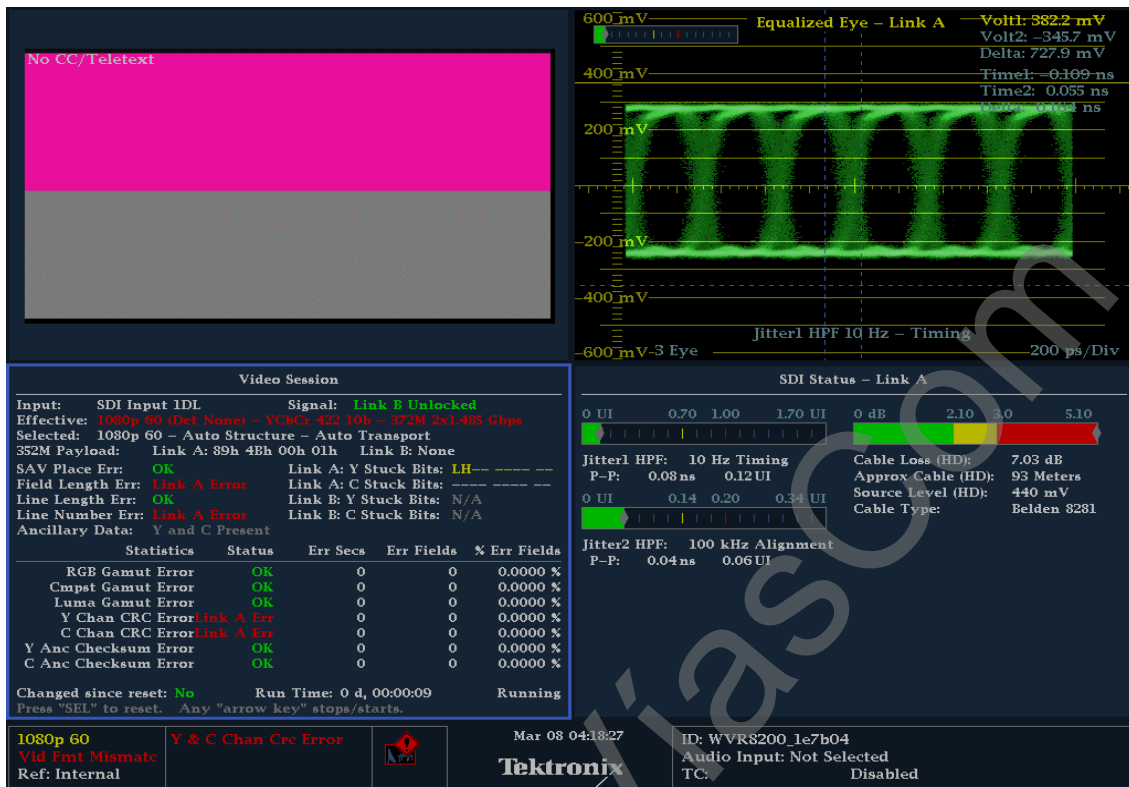 No CC/Teletext
600 mV
Equalized Eye – Link A
Volt1: 382.2 mV
Volt2: –345.7 mV
Delta: 727.9 mV
400 mV
Time1: –0.109 ns
Time2: 0.055 ns
Delta: 0.164 ns
200 mV
–200 mV
–400 mV
Jitter1 HPF 10 Hz – Timing
–600 mV
3 Eye
200 ps/Div
Video Session
Input: SDI Input 1DL Signal: Link B Unlocked
Effective: 1080p 60 (Det None) – YCbCr 422 10b – 372M 2x1.485 Gbps
Selected: 1080p 60 – Auto Structure – Auto Transport
352M Payload: Link A: 89h 4Bh 00h 01h Link B: None
SAV Place Err: OK Link A: Y Stuck Bits: LH–– –––– ––
Field Length Err: Link A Error Link A: C Stuck Bits: –––– –––– ––
Line Length Err: OK Link B: Y Stuck Bits: N/A
Line Number Err: Link A Error Link B: C Stuck Bits: N/A
Ancillary Data: Y and C Present
Statistics Status Err Secs Err Fields % Err Fields
RGB Gamut Error OK 0 0 0.0000 %
Cmpst Gamut Error OK 0 0 0.0000 %
Luma Gamut Error OK 0 0 0.0000 %
Y Chan CRC Error Link A Err 0 0 0.0000 %
C Chan CRC Error Link A Err 0 0 0.0000 %
Y Anc Checksum Error OK 0 0 0.0000 %
C Anc Checksum Error OK 0 0 0.0000 %
Changed since reset: No Run Time: 0 d, 00:00:09 Running
Press "SEL" to reset. Any "arrow key" stops/starts.
SDI Status – Link A
0 UI 0.70 1.00 1.70 UI
0 dB 2.10 3.0 5.10
Jitter1 HPF: 10 Hz Timing
P–P: 0.08 ns 0.12 UI
0 UI 0.14 0.20 0.34 UI
Jitter2 HPF: 100 kHz Alignment
P–P: 0.04 ns 0.06 UI
Cable Loss (HD): 7.03 dB
Approx Cable (HD): 93 Meters
Source Level (HD): 440 mV
Cable Type: Belden 8281
1080p 60
Vid Fmt Mismatc
Ref: Internal
Y & C Chan Crc Error
Mar 08 04:18:27
Tektronix
ID: WVR8200_1e7b04
Audio Input: Not Selected
TC: Disabled
ViasCom